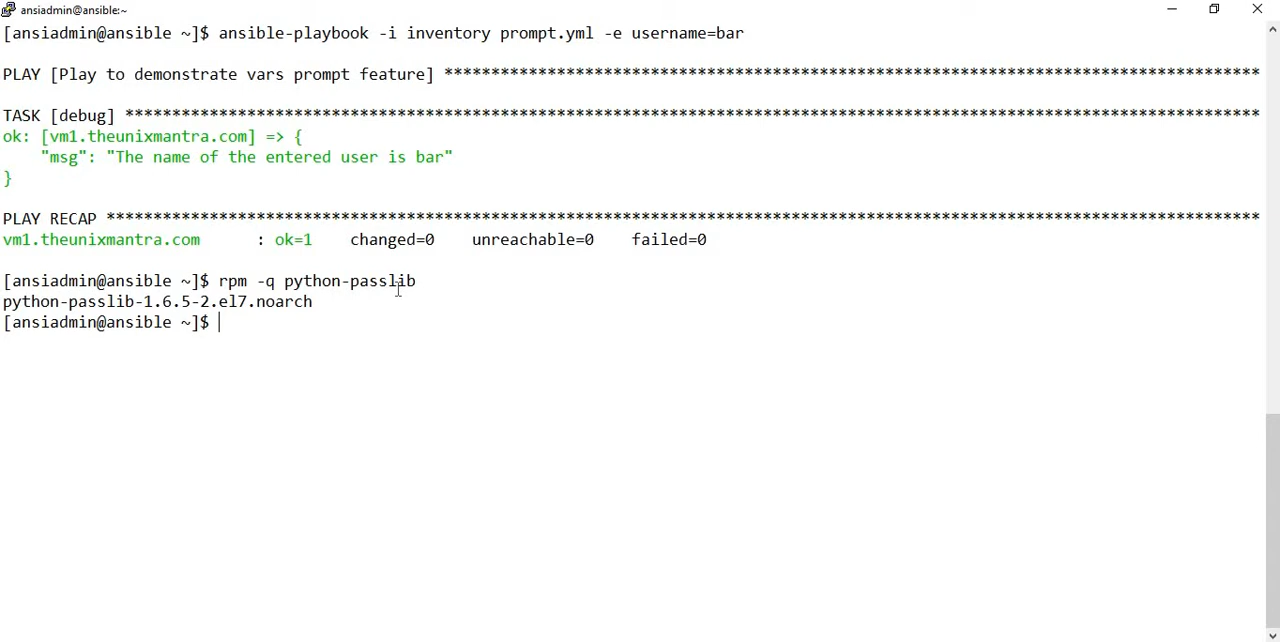 ansiadmin@ansible:~
[ansiadmin@ansible ~]$ ansible-playbook -i inventory prompt.yml -e username=bar
PLAY [Play to demonstrate vars prompt feature] ***************************************************************************************
TASK [debug] *************************************************************************************************************************
ok: [vm1.theunixmantra.com] => {
    "msg": "The name of the entered user is bar"
}
PLAY RECAP ***************************************************************************************************************************
vm1.theunixmantra.com      : ok=1    changed=0    unreachable=0    failed=0
[ansiadmin@ansible ~]$ rpm -q python-passlib
python-passlib-1.6.5-2.el7.noarch
[ansiadmin@ansible ~]$